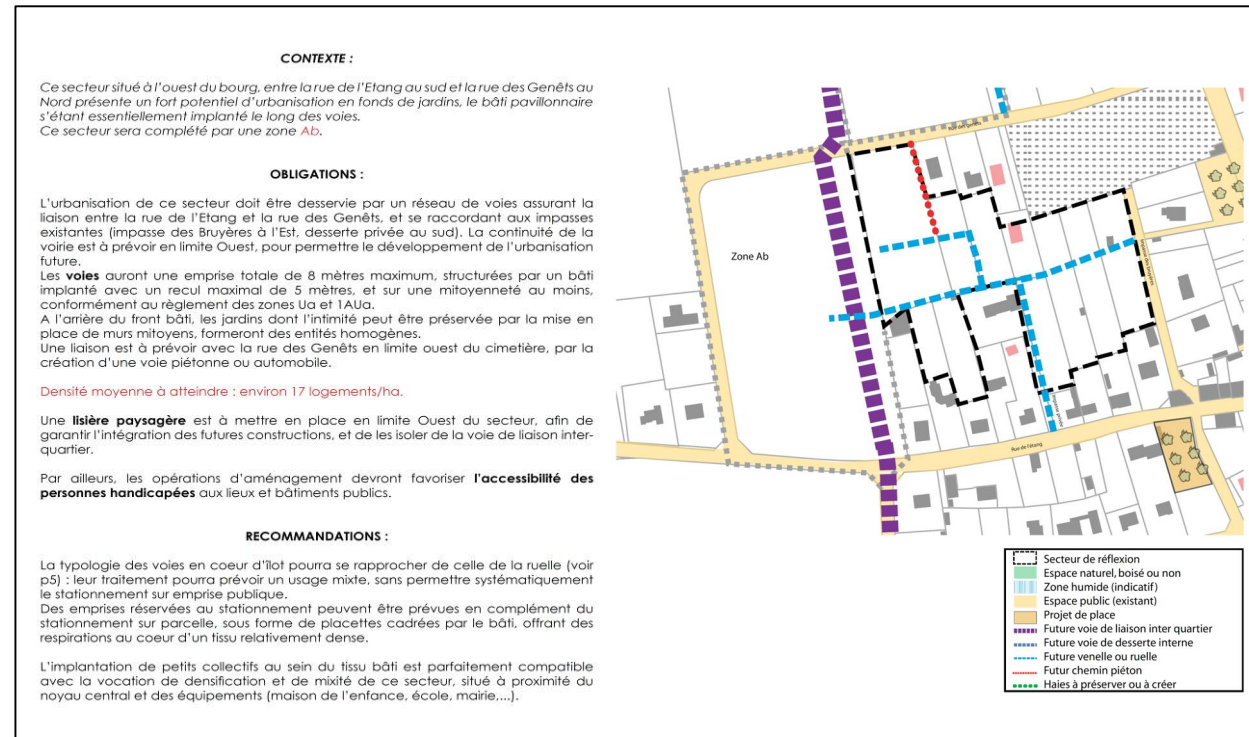 CONTEXTE :
Ce secteur situé à l'ouest du bourg, entre la rue de l'Etang au sud et la rue des Genêts au
Nord présente un fort potentiel d'urbanisation en fonds de jardins, le bâti pavillonnaire
s'étant essentiellement implanté le long des voies.
Ce secteur sera complété par une zone Ab.
OBLIGATIONS :
L'urbanisation de ce secteur doit être desservie par un réseau de voies assurant la
liaison entre la rue de l'Etang et la rue des Genêts, et se raccordant aux impasses
existantes (impasse des Bruyères à l'Est, desserte privée au sud). La continuité de la
voirie est à prévoir en limite Ouest, pour permettre le développement de l'urbanisation
future.
Les voies auront une emprise totale de 8 mètres maximum, structurées par un bâti
implanté avec un recul maximal de 5 mètres, et sur une mitoyenneté au moins,
conformément au règlement des zones Ua et 1AUa.
A l'arrière du front bâti, les jardins dont l'intimité peut être préservée par la mise en
place de murs mitoyens, formeront des entités homogènes.
Une liaison est à prévoir avec la rue des Genêts en limite ouest du cimetière, par la
création d'une voie piétonne ou automobile.
Densité moyenne à atteindre : environ 17 logements/ha.
Une lisière paysagère est à mettre en place en limite Ouest du secteur, afin de
garantir l'intégration des futures constructions, et de les isoler de la voie de liaison inter-
quartier.
Par ailleurs, les opérations d'aménagement devront favoriser l'accessibilité des
personnes handicapées aux lieux et bâtiments publics.
RECOMMANDATIONS :
La typologie des voies en coeur d'îlot pourra se rapprocher de celle de la ruelle (voir
p5) : leur traitement pourra prévoir un usage mixte, sans permettre systématiquement
le stationnement sur emprise publique.
Des emprises réservées au stationnement peuvent être prévues en complément du
stationnement sur parcelle, sous forme de placettes cadrées par le bâti, offrant des
respirations au coeur d'un tissu relativement dense.
L'implantation de petits collectifs au sein du tissu bâti est parfaitement compatible
avec la vocation de densification et de mixité de ce secteur, situé à proximité du
noyau central et des équipements (maison de l'enfance, école, mairie,...).
Rue des genêts
Zone Ab
Impasse des bruyères
Impasse privée
Rue de l'étang
Secteur de réflexion
Espace naturel, boisé ou non
Zone humide (indicatif)
Espace public (existant)
Projet de place
Future voie de liaison inter quartier
Future voie de desserte interne
Future venelle ou ruelle
Futur chemin piéton
Haies à préserver ou à créer